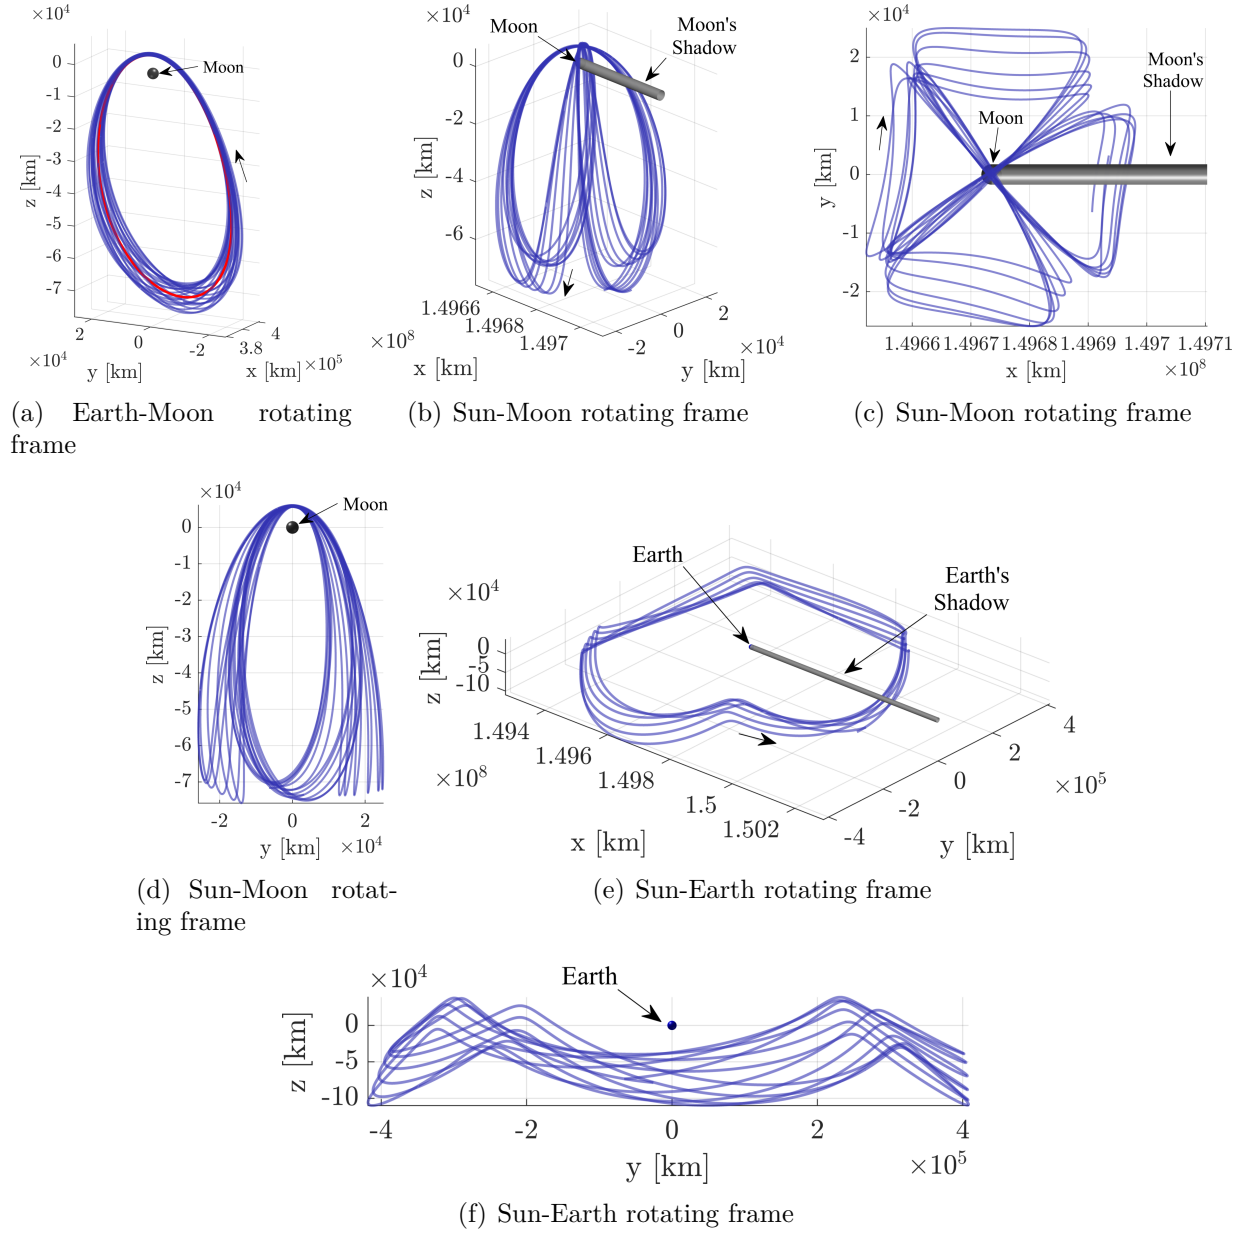 ×10⁴
0
-1
-2
-3
-4
-5
-6
-7
z [km]
Moon
2
0
-2
×10⁴
y [km]
4
3.8
x [km]
×10⁵
(a) Earth-Moon rotating
frame
×10⁴
0
-2
-4
-6
z [km]
Moon
Moon's
Shadow
1.4966
1.4968
1.497
×10⁸
x [km]
-2
0
2
×10⁴
y [km]
(b) Sun-Moon rotating frame
×10⁴
2
1
0
-1
-2
y [km]
Moon
Moon's
Shadow
1.4966 1.4967 1.4968 1.4969 1.497 1.4971
x [km]
×10⁸
(c) Sun-Moon rotating frame
×10⁴
0
-1
-2
-3
-4
-5
-6
-7
z [km]
Moon
-2 0 2
y [km] ×10⁴
(d) Sun-Moon rotat-
ing frame
×10⁴
0
-5
-10
z [km]
Earth
Earth's
Shadow
1.494
1.496
1.498
1.5
1.502
×10⁸
x [km]
-4
-2
0
2
4
×10⁵
y [km]
(e) Sun-Earth rotating frame
×10⁴
0
-5
-10
z [km]
Earth
-4 -2 0 2 4
y [km]
×10⁵
(f) Sun-Earth rotating frame